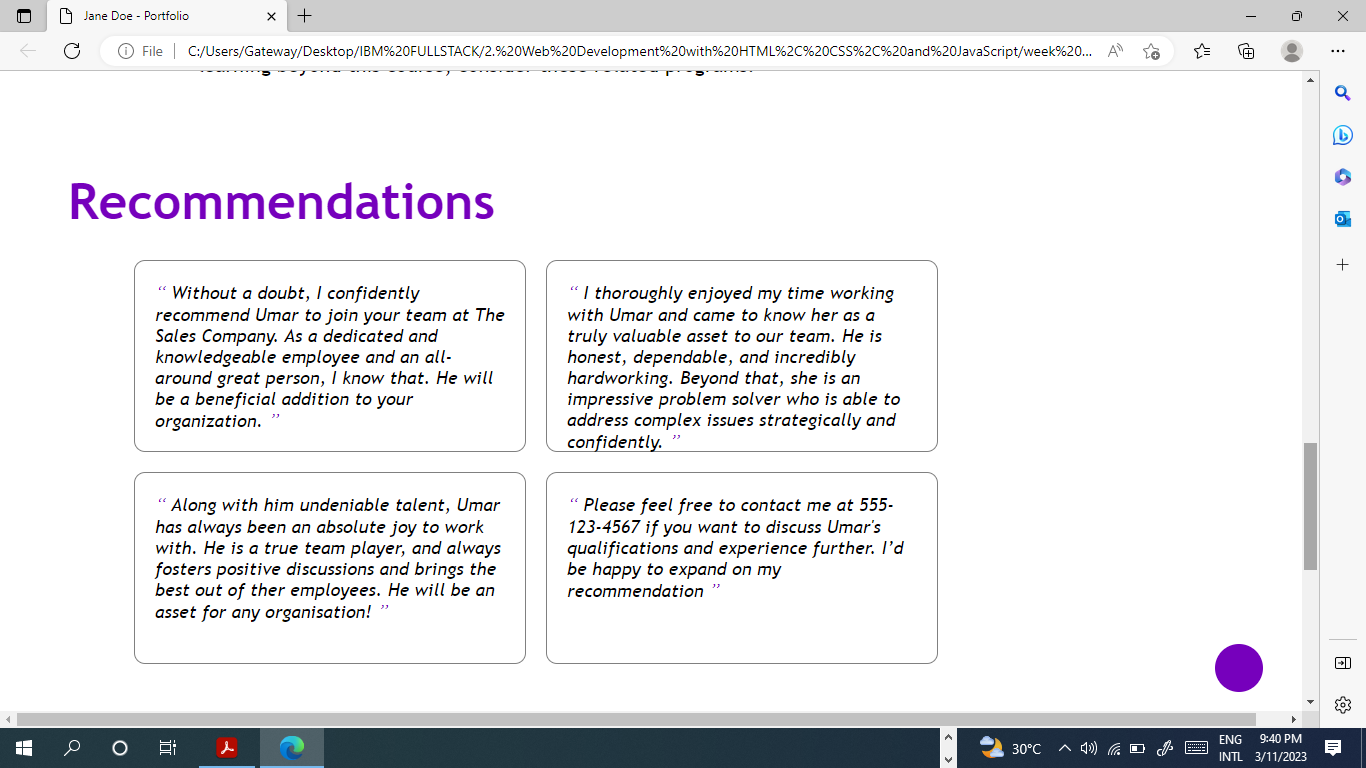 Jane Doe - Portfolio
File
C:/Users/Gateway/Desktop/IBM%20FULLSTACK/2.%20Web%20Development%20with%20HTML%2C%20CSS%2C%20and%20JavaScript/week%20...
learning beyond this course, consider these related programs:
Recommendations
“ Without a doubt, I confidently
recommend Umar to join your team at The
Sales Company. As a dedicated and
knowledgeable employee and an all-
around great person, I know that. He will
be a beneficial addition to your
organization. ”
“ I thoroughly enjoyed my time working
with Umar and came to know her as a
truly valuable asset to our team. He is
honest, dependable, and incredibly
hardworking. Beyond that, she is an
impressive problem solver who is able to
address complex issues strategically and
confidently. ”
“ Along with him undeniable talent, Umar
has always been an absolute joy to work
with. He is a true team player, and always
fosters positive discussions and brings the
best out of ther employees. He will be an
asset for any organisation! ”
“ Please feel free to contact me at 555-
123-4567 if you want to discuss Umar's
qualifications and experience further. I’d
be happy to expand on my
recommendation ”
30°C
ENG
INTL
9:40 PM
3/11/2023